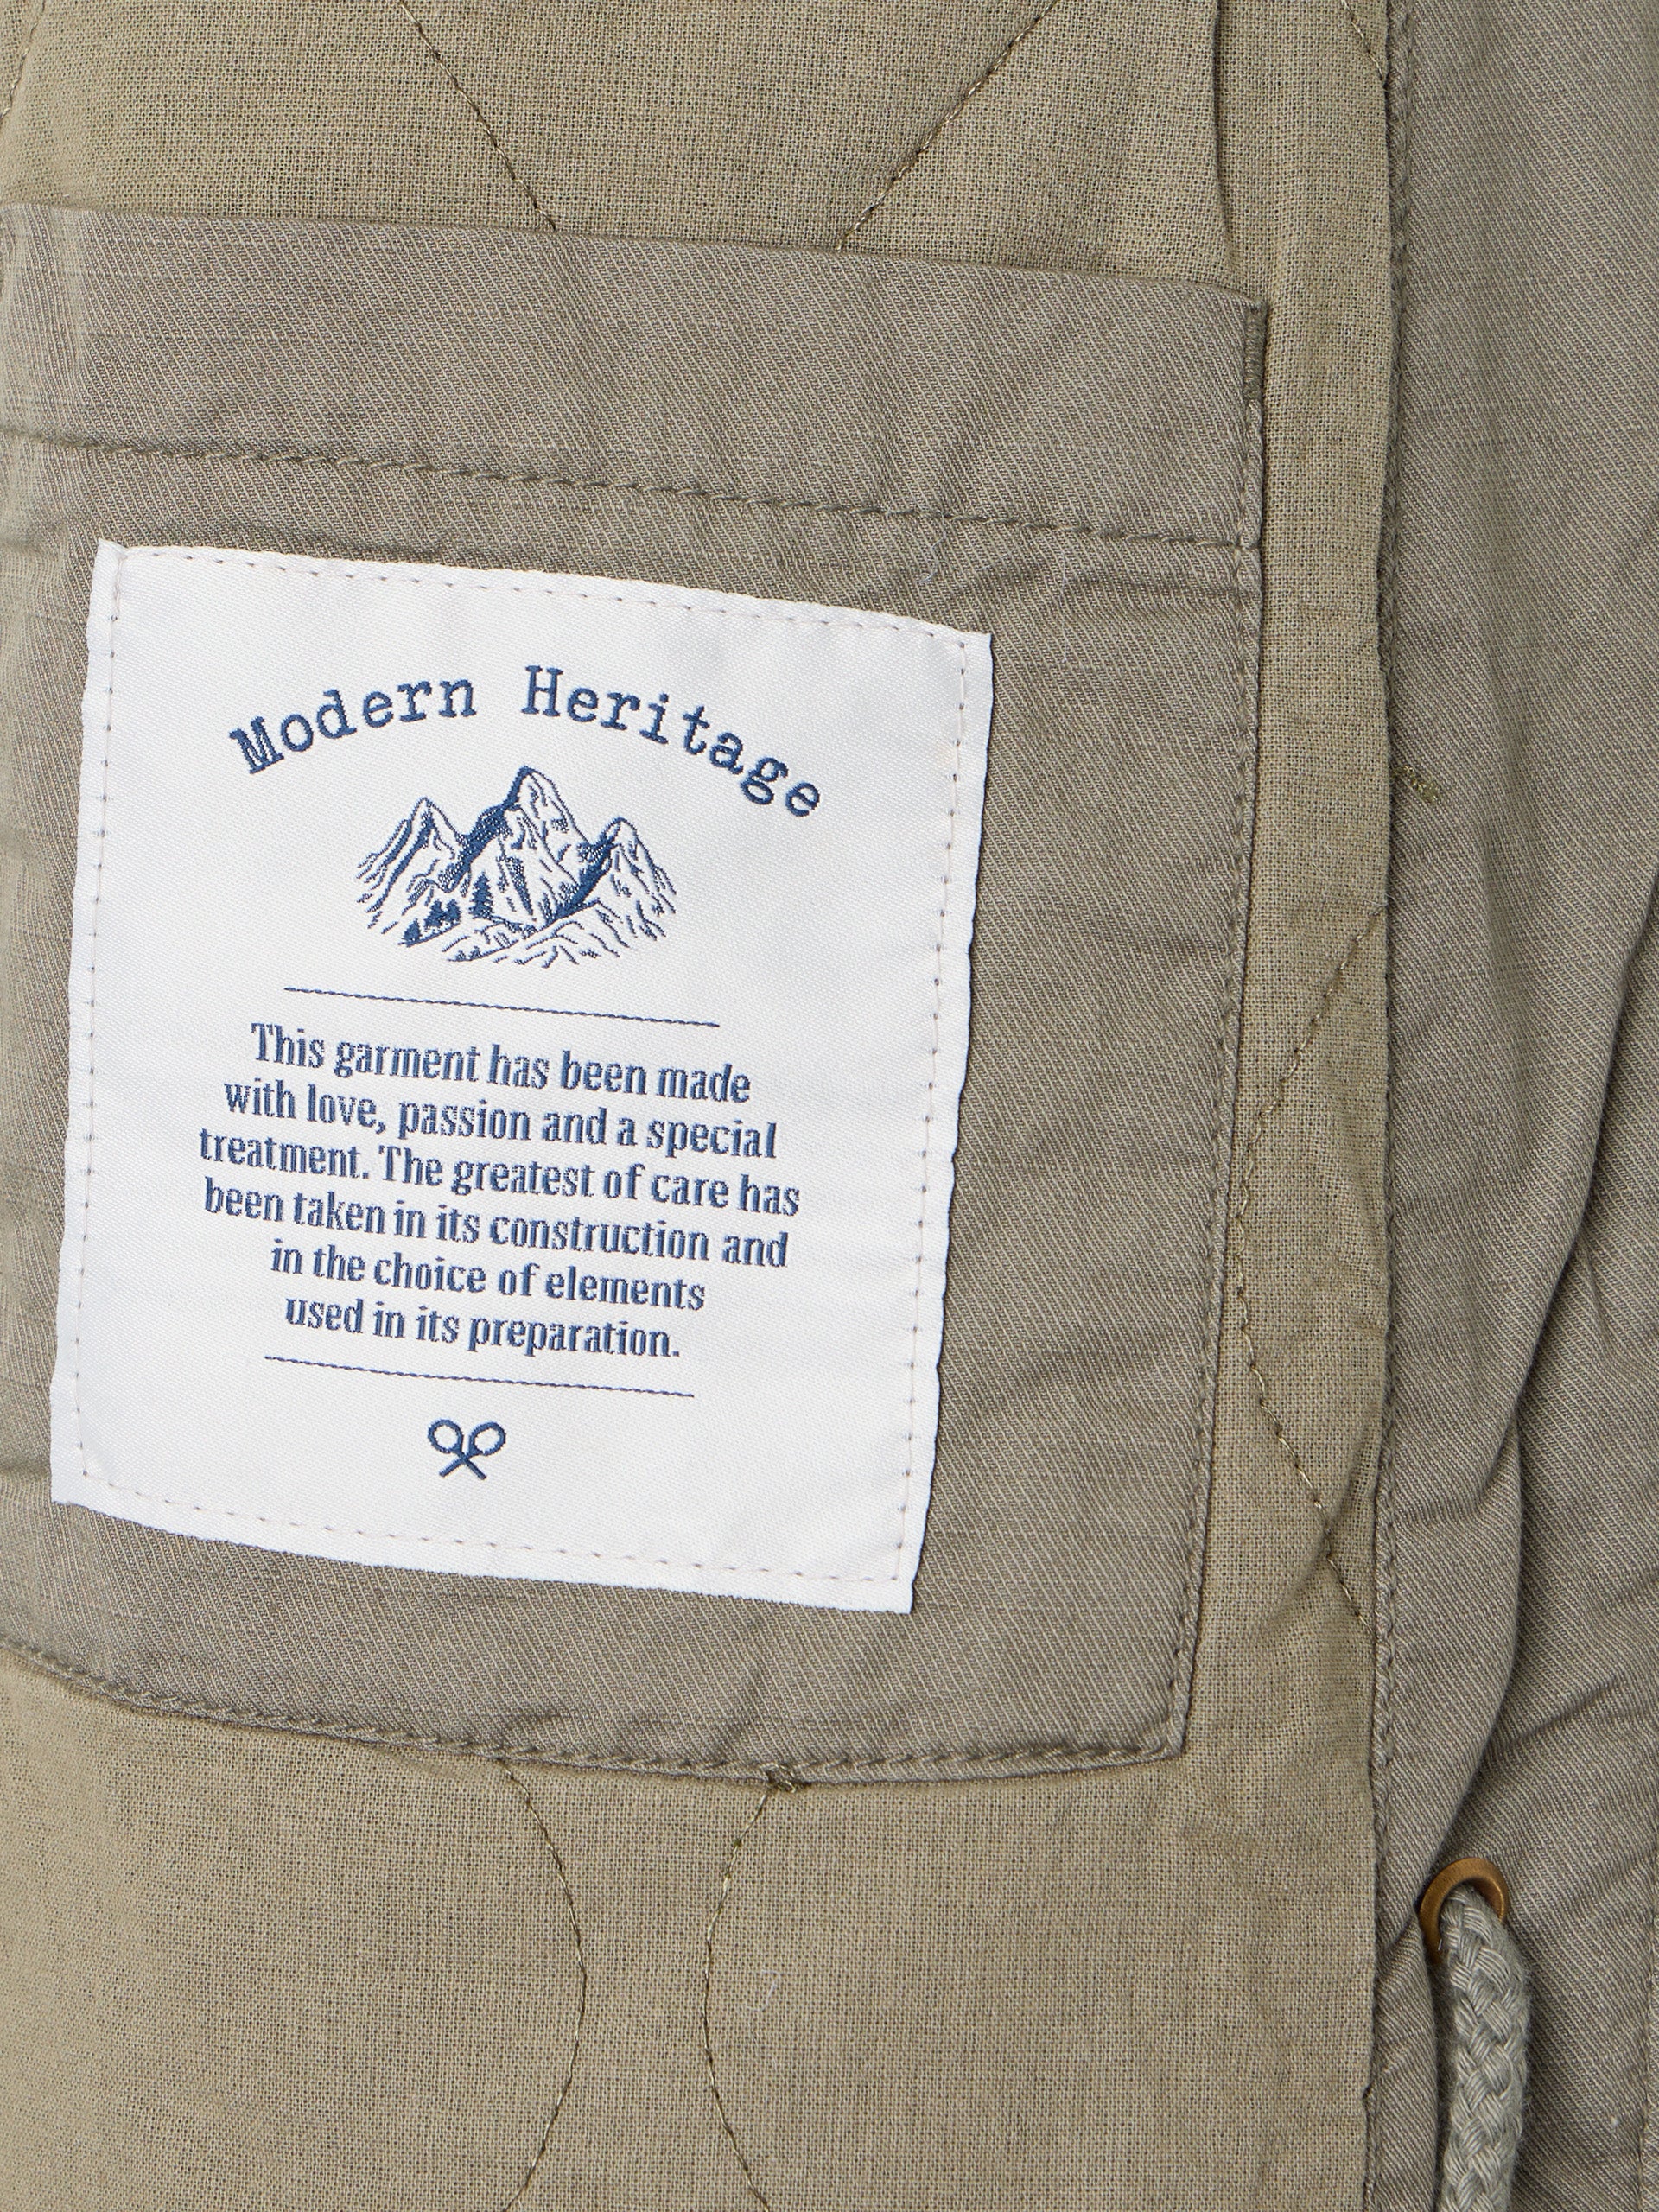 Modern Heritage
This garment has been made
with love, passion and a special
treatment. The greatest of care has
been taken in its construction and
in the choice of elements
used in its preparation.